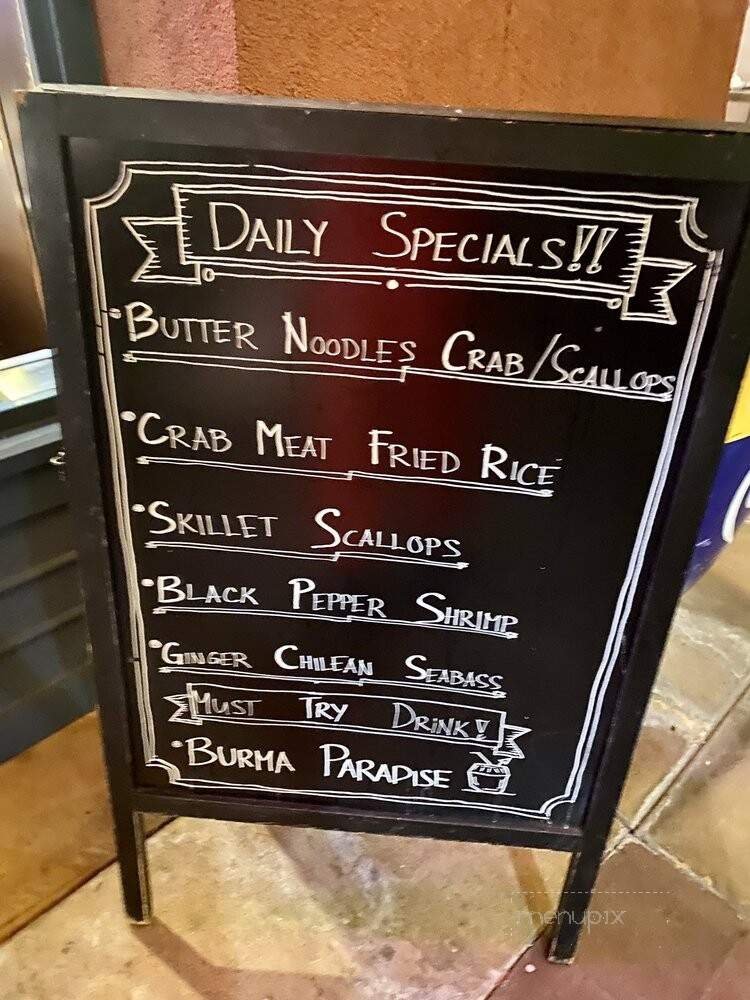 DAILY SPECIALS!!
• BUTTER NOODLES CRAB/SCALLOPS
• CRAB MEAT FRIED RICE
• SKILLET SCALLOPS
• BLACK PEPPER SHRIMP
• GINGER CHILEAN SEABASS
MUST TRY DRINK!
• BURMA PARADISE
menupix